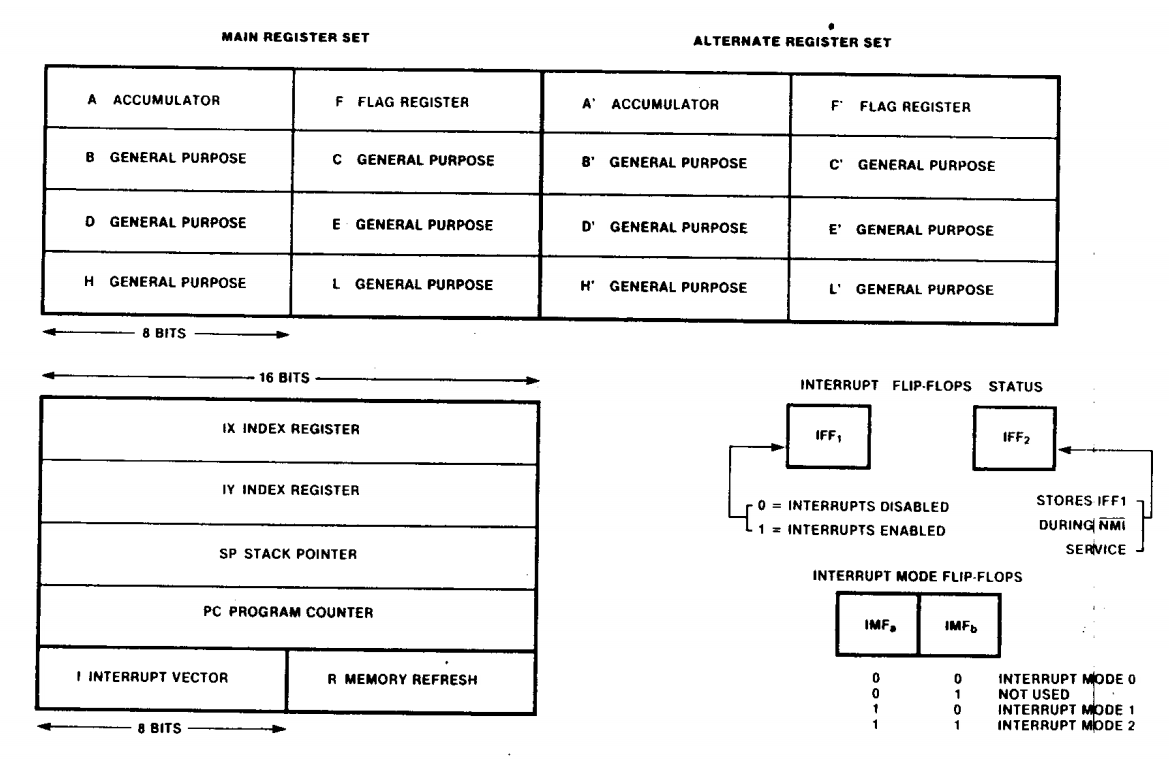 MAIN REGISTER SET
ALTERNATE REGISTER SET
A ACCUMULATOR
F FLAG REGISTER
A' ACCUMULATOR
F' FLAG REGISTER
B GENERAL PURPOSE
C GENERAL PURPOSE
B' GENERAL PURPOSE
C' GENERAL PURPOSE
D GENERAL PURPOSE
E GENERAL PURPOSE
D' GENERAL PURPOSE
E' GENERAL PURPOSE
H GENERAL PURPOSE
L GENERAL PURPOSE
H' GENERAL PURPOSE
L' GENERAL PURPOSE
8 BITS
16 BITS
IX INDEX REGISTER
IY INDEX REGISTER
SP STACK POINTER
PC PROGRAM COUNTER
I INTERRUPT VECTOR
R MEMORY REFRESH
8 BITS
INTERRUPT FLIP-FLOPS STATUS
IFF₁
IFF₂
0 = INTERRUPTS DISABLED
1 = INTERRUPTS ENABLED
STORES IFF1
DURING N̅M̅I̅
SERVICE
INTERRUPT MODE FLIP-FLOPS
IMFₐ
IMFb
0 0 INTERRUPT MODE 0
0 1 NOT USED
1 0 INTERRUPT MODE 1
1 1 INTERRUPT MODE 2